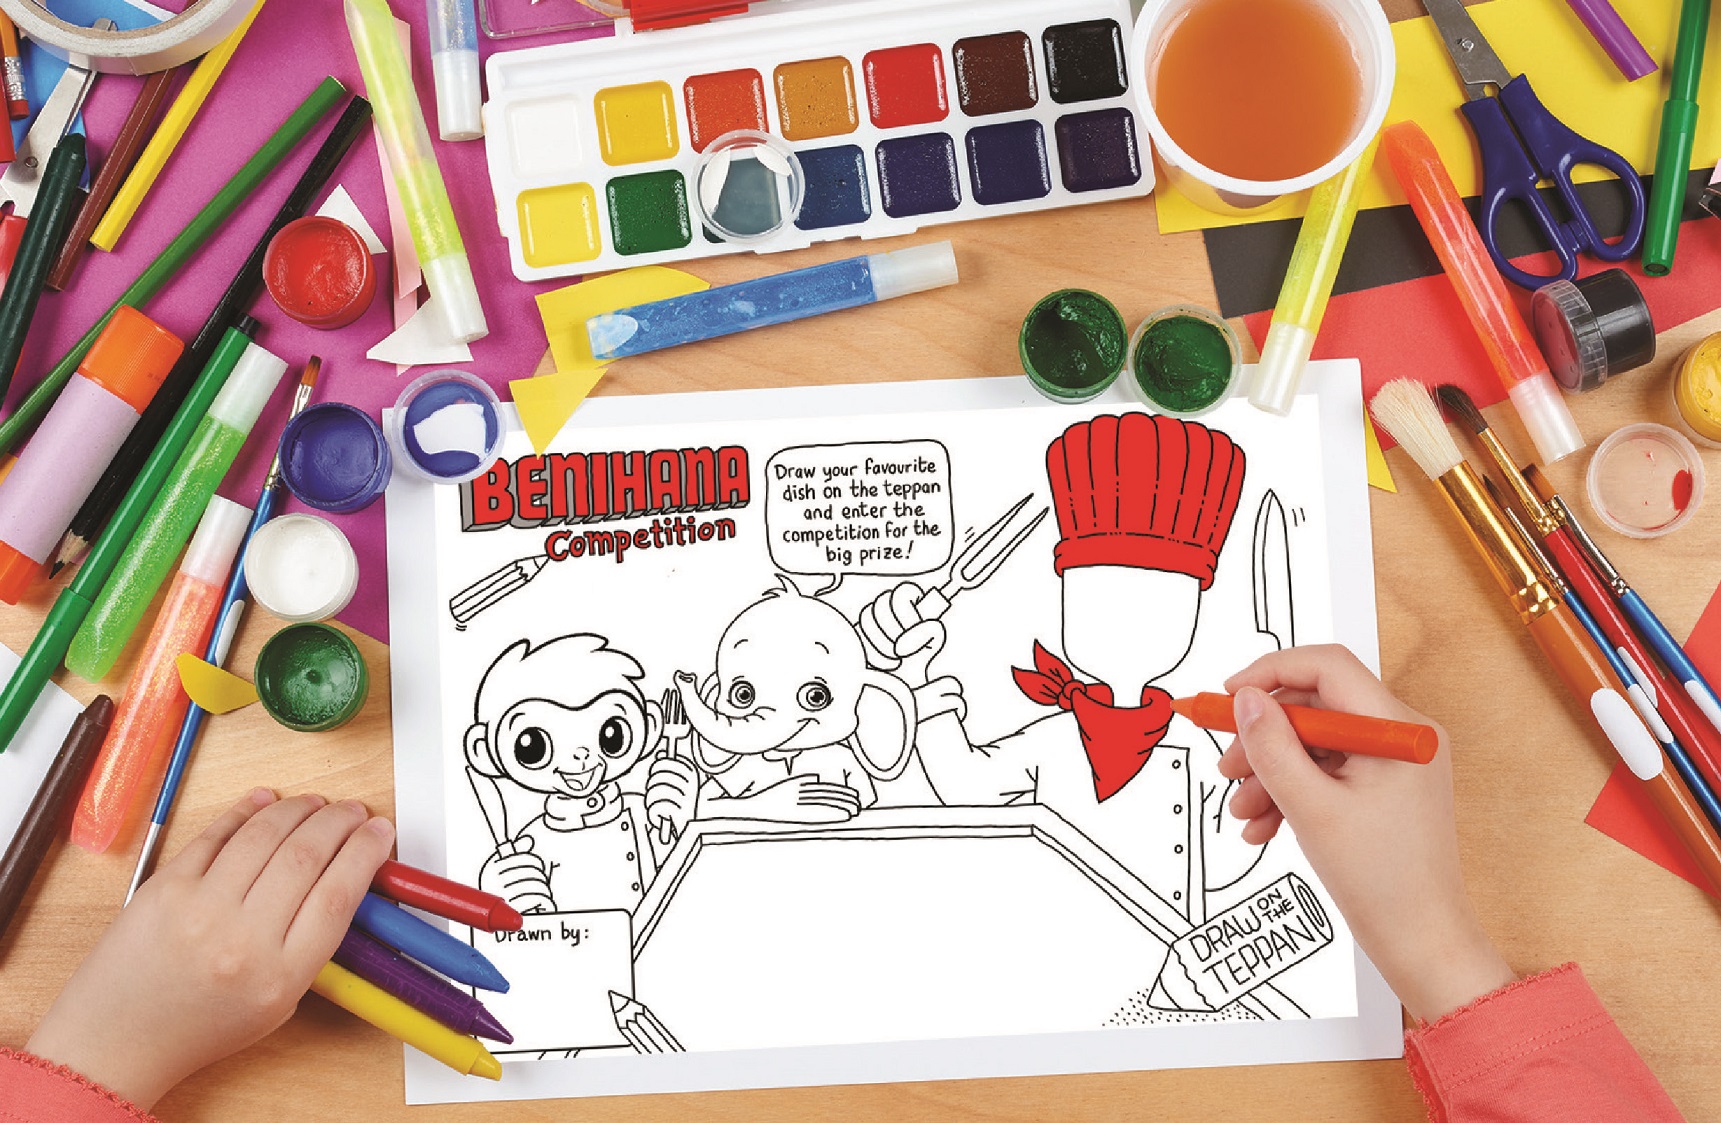 BENIHANA
Competition
Draw your favourite
dish on the teppan
and enter the
competition for the
big prize!
Drawn by:
DRAW ON
THE
TEPPAN